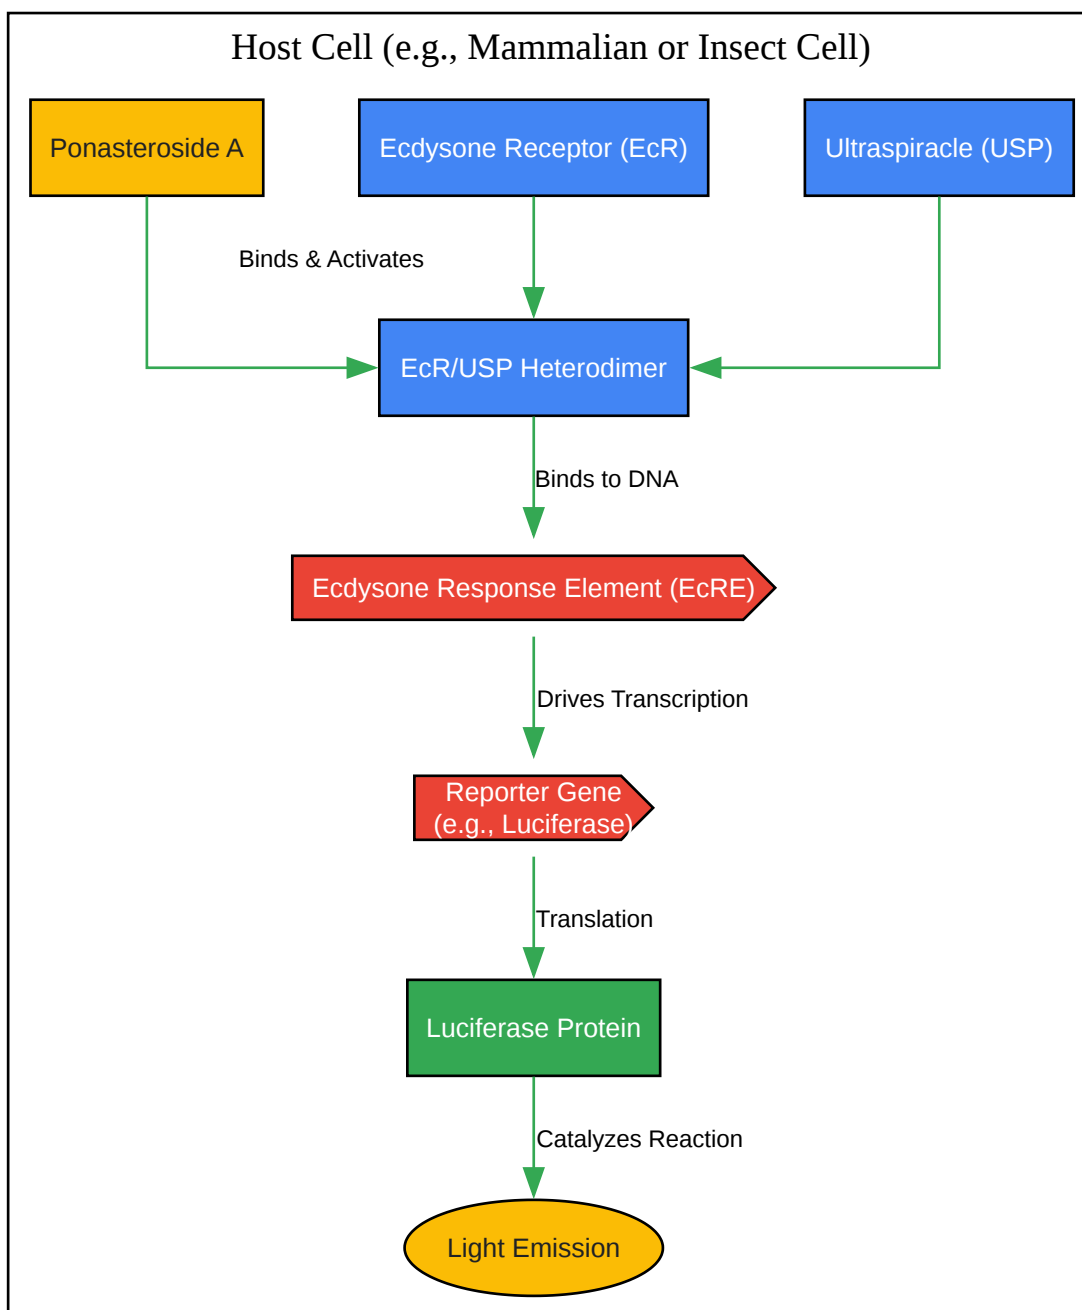 Host Cell (e.g., Mammalian or Insect Cell)
Ponasteroside A
Ecdysone Receptor (EcR)
Ultraspiracle (USP)
Binds & Activates
EcR/USP Heterodimer
Binds to DNA
Ecdysone Response Element (EcRE)
Drives Transcription
Reporter Gene
(e.g., Luciferase)
Translation
Luciferase Protein
Catalyzes Reaction
Light Emission